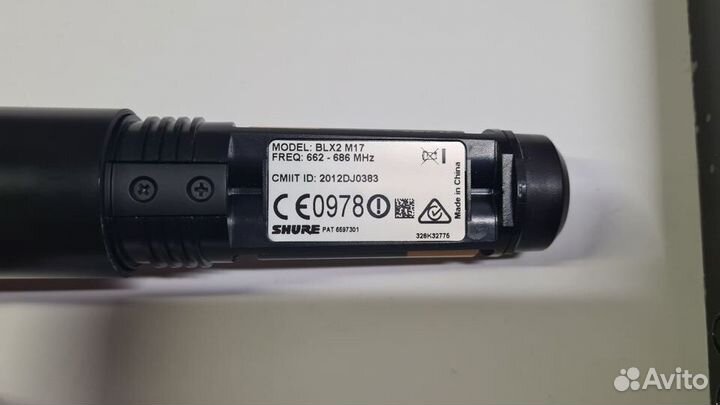 MODEL: BLX2 M17
FREQ: 662 - 686 MHz
CMIIT ID: 2012DJ0383
CE0978
SHURE PAT 6597301
328K32775
Made in China
Avito